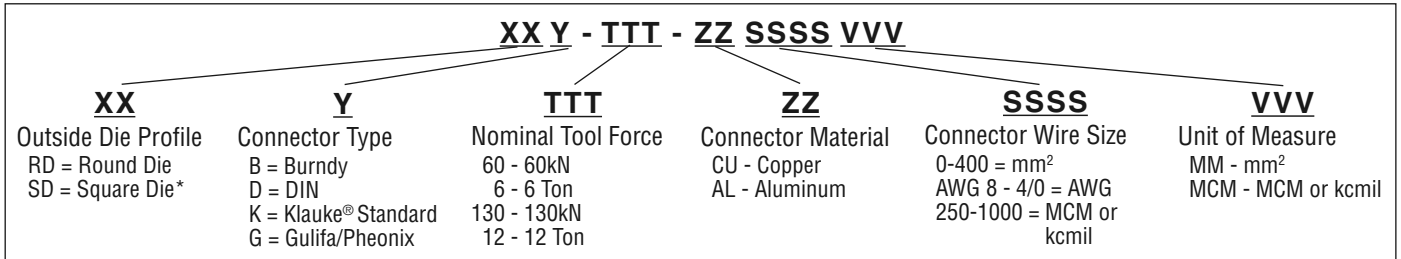 XX Y - TTT - ZZ SSSS VVV
XX
Outside Die Profile
RD = Round Die
SD = Square Die*
Y
Connector Type
B = Burndy
D = DIN
K = Klauke® Standard
G = Gulifa/Pheonix
TTT
Nominal Tool Force
60 - 60kN
6 - 6 Ton
130 - 130kN
12 - 12 Ton
ZZ
Connector Material
CU - Copper
AL - Aluminum
SSSS
Connector Wire Size
0-400 = mm²
AWG 8 - 4/0 = AWG
250-1000 = MCM or
kcmil
VVV
Unit of Measure
MM - mm²
MCM - MCM or kcmil